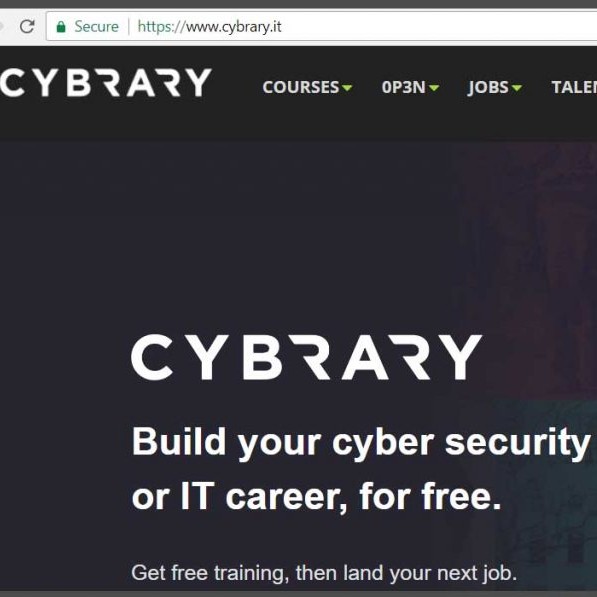 Secure | https://www.cybrary.it
CYBRARY COURSES 0P3N JOBS
CYBRARY
Build your cyber security
or IT career, for free.
Get free training, then land your next job.